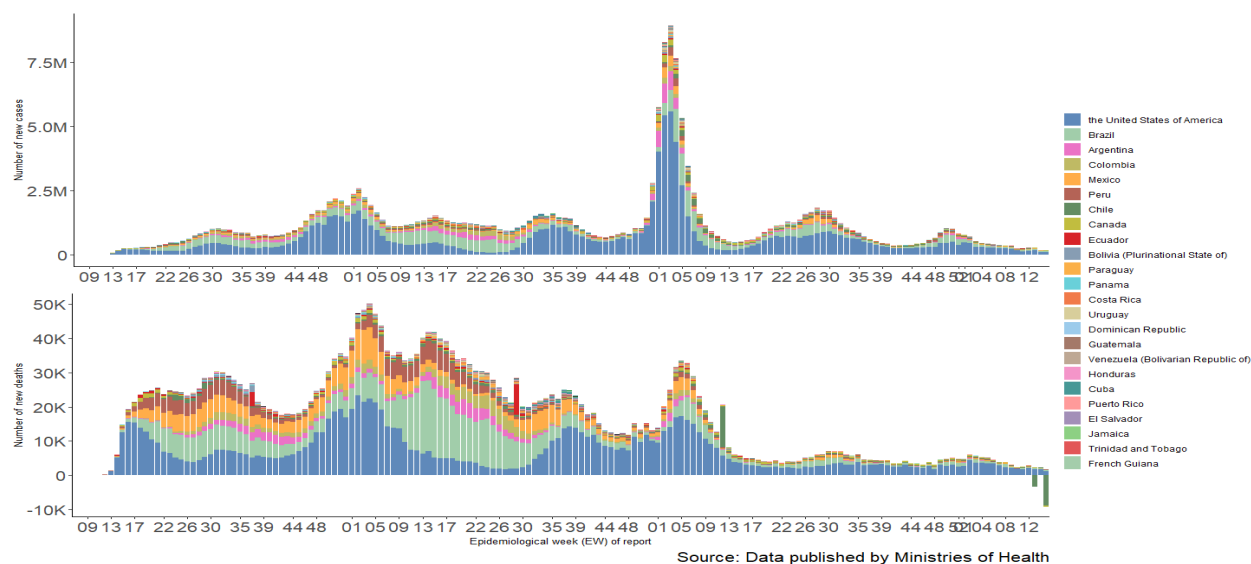 Number of new cases
7.5M
5.0M
2.5M
0
09 13 17 22 26 30 35 39 44 48 01 05 09 13 17 22 26 30 35 39 44 48 01 05 09 13 18 22 26 30 35 39 44 48 52 01 04 08 12
the United States of America
Brazil
Argentina
Colombia
Mexico
Peru
Chile
Canada
Ecuador
Bolivia (Plurinational State of)
Paraguay
Panama
Costa Rica
Uruguay
Dominican Republic
Guatemala
Venezuela (Bolivarian Republic of)
Honduras
Cuba
Puerto Rico
El Salvador
Jamaica
Trinidad and Tobago
French Guiana
Number of new deaths
50K
40K
30K
20K
10K
0
-10K
09 13 17 22 26 30 35 39 44 48 01 05 09 13 17 22 26 30 35 39 44 48 01 05 09 13 18 22 26 30 35 39 44 48 52 01 04 08 12
Epidemiological week (EW) of report
Source: Data published by Ministries of Health